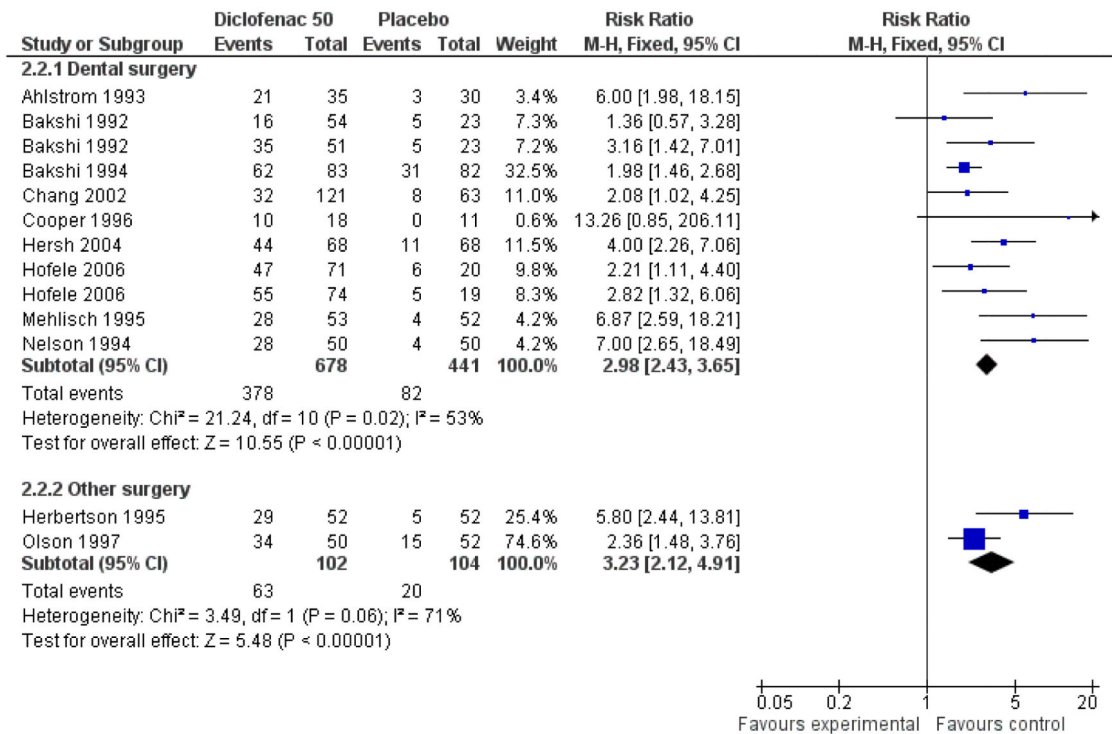 Diclofenac 50 Placebo Risk Ratio Risk Ratio
Study or Subgroup Events Total Events Total Weight M-H, Fixed, 95% CI M-H, Fixed, 95% CI
2.2.1 Dental surgery
Ahlstrom 1993 21 35 3 30 3.4% 6.00 [1.98, 18.15]
Bakshi 1992 16 54 5 23 7.3% 1.36 [0.57, 3.28]
Bakshi 1992 35 51 5 23 7.2% 3.16 [1.42, 7.01]
Bakshi 1994 62 83 31 82 32.5% 1.98 [1.46, 2.68]
Chang 2002 32 121 8 63 11.0% 2.08 [1.02, 4.25]
Cooper 1996 10 18 0 11 0.6% 13.26 [0.85, 206.11]
Hersh 2004 44 68 11 68 11.5% 4.00 [2.26, 7.06]
Hofele 2006 47 71 6 20 9.8% 2.21 [1.11, 4.40]
Hofele 2006 55 74 5 19 8.3% 2.82 [1.32, 6.06]
Mehlisch 1995 28 53 4 52 4.2% 6.87 [2.59, 18.21]
Nelson 1994 28 50 4 50 4.2% 7.00 [2.65, 18.49]
Subtotal (95% CI) 678 441 100.0% 2.98 [2.43, 3.65]
Total events 378 82
Heterogeneity: Chi² = 21.24, df = 10 (P = 0.02); I² = 53%
Test for overall effect: Z = 10.55 (P < 0.00001)
2.2.2 Other surgery
Herbertson 1995 29 52 5 52 25.4% 5.80 [2.44, 13.81]
Olson 1997 34 50 15 52 74.6% 2.36 [1.48, 3.76]
Subtotal (95% CI) 102 104 100.0% 3.23 [2.12, 4.91]
Total events 63 20
Heterogeneity: Chi² = 3.49, df = 1 (P = 0.06); I² = 71%
Test for overall effect: Z = 5.48 (P < 0.00001)
0.05 0.2 1 5 20
Favours experimental Favours control